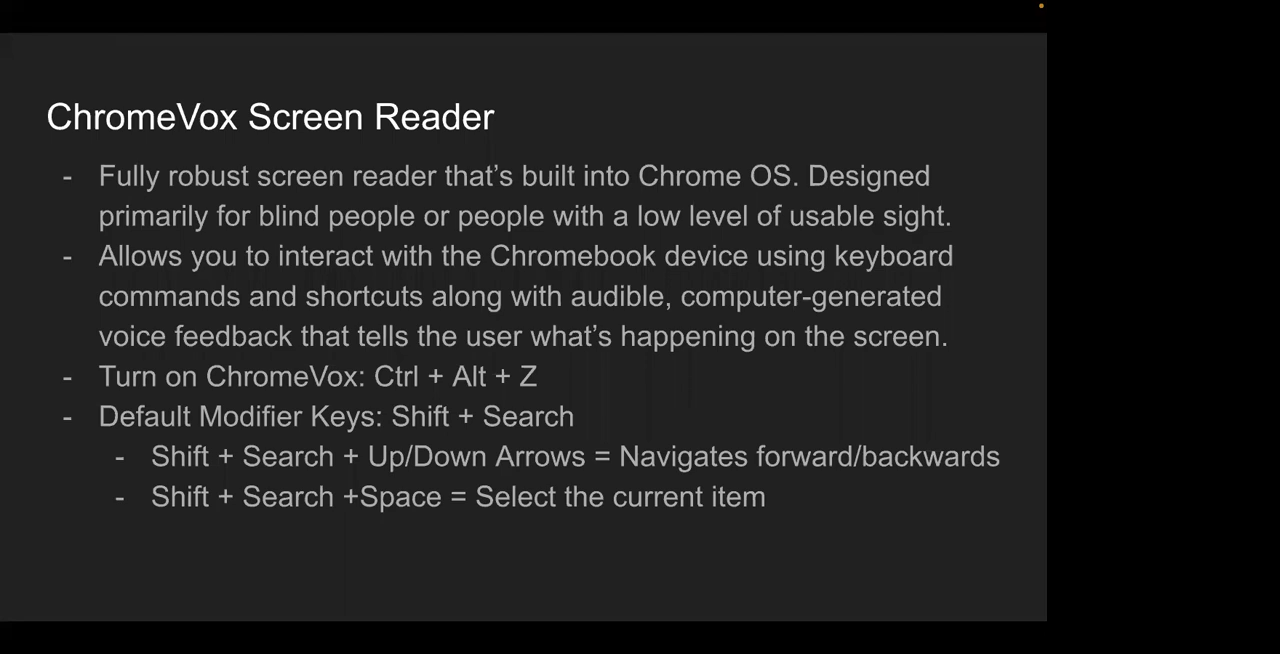 ChromeVox Screen Reader
- Fully robust screen reader that's built into Chrome OS. Designed
primarily for blind people or people with a low level of usable sight.
- Allows you to interact with the Chromebook device using keyboard
commands and shortcuts along with audible, computer-generated
voice feedback that tells the user what's happening on the screen.
- Turn on ChromeVox: Ctrl + Alt + Z
- Default Modifier Keys: Shift + Search
- Shift + Search + Up/Down Arrows = Navigates forward/backwards
- Shift + Search +Space = Select the current item